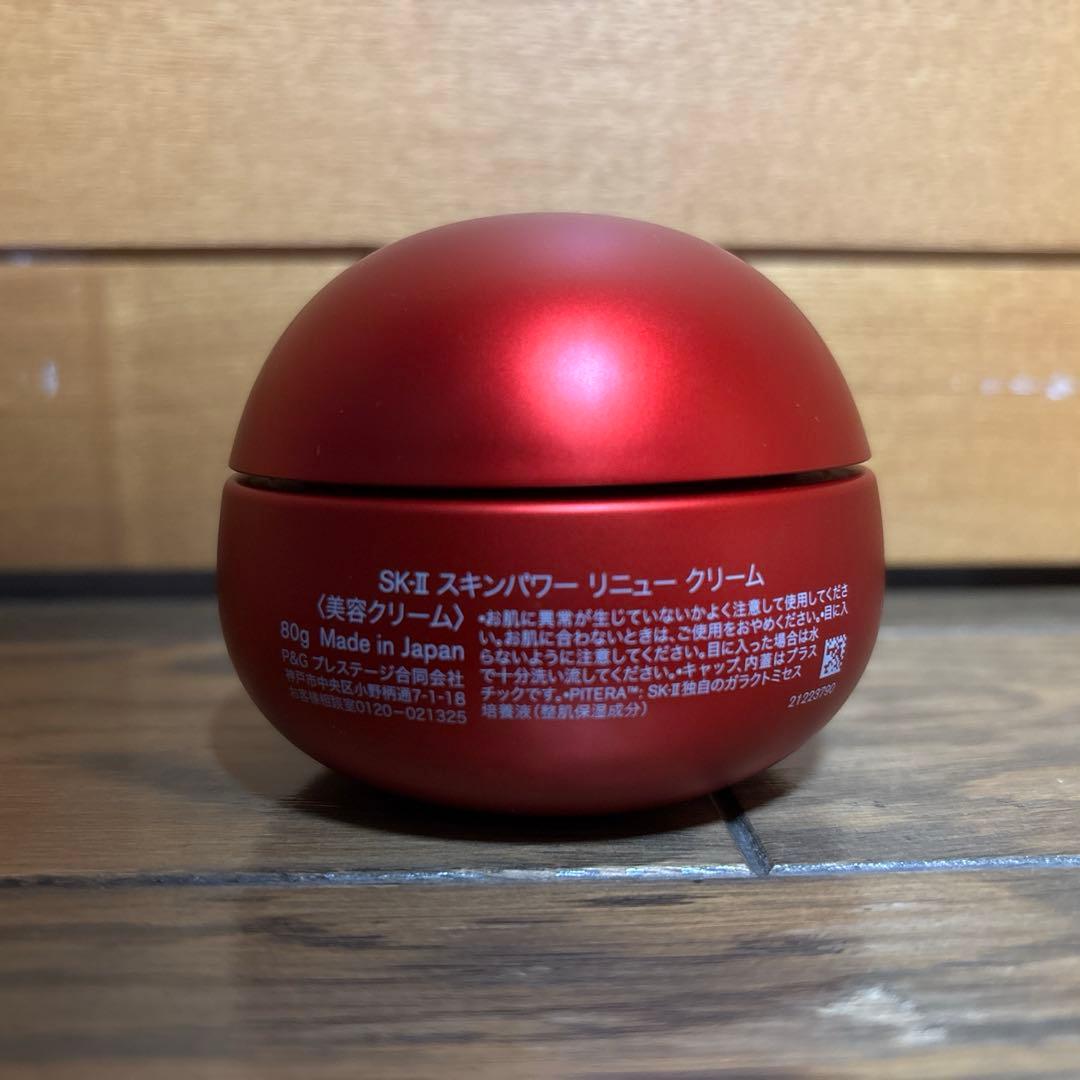 SK-II スキンパワー リニュー クリーム
〈美容クリーム〉
80g Made in Japan
P&G プレステージ合同会社
神戸市中央区小野柄通7-1-18
お客様相談室0120-021325
•お肌に異常が生じていないかよく注意して使用してくださ
い。お肌に合わないときは、ご使用をおやめください。•目に入
らないように注意してください。目に入った場合は水
で十分洗い流してください。•キャップ、内蓋はプラス
チックです。•PITERA™: SK-II独自のガラクトミセス
培養液(整肌保湿成分)
21223790